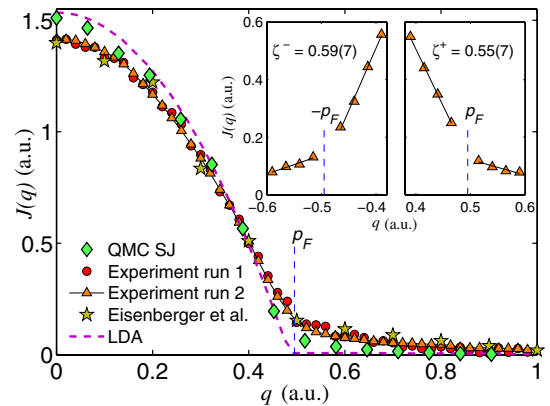 1.5
1
0.5
0
J(q) (a.u.)
0
0.2
0.4
0.6
0.8
1
q (a.u.)
p_F
QMC SJ
Experiment run 1
Experiment run 2
Eisenberger et al.
LDA
0.6
0.4
0.2
0
J(q) (a.u.)
ζ⁻ = 0.59(7)
-p_F
−0.6
−0.5
−0.4
ζ⁺ = 0.55(7)
p_F
0.4
0.5
0.6
q (a.u.)